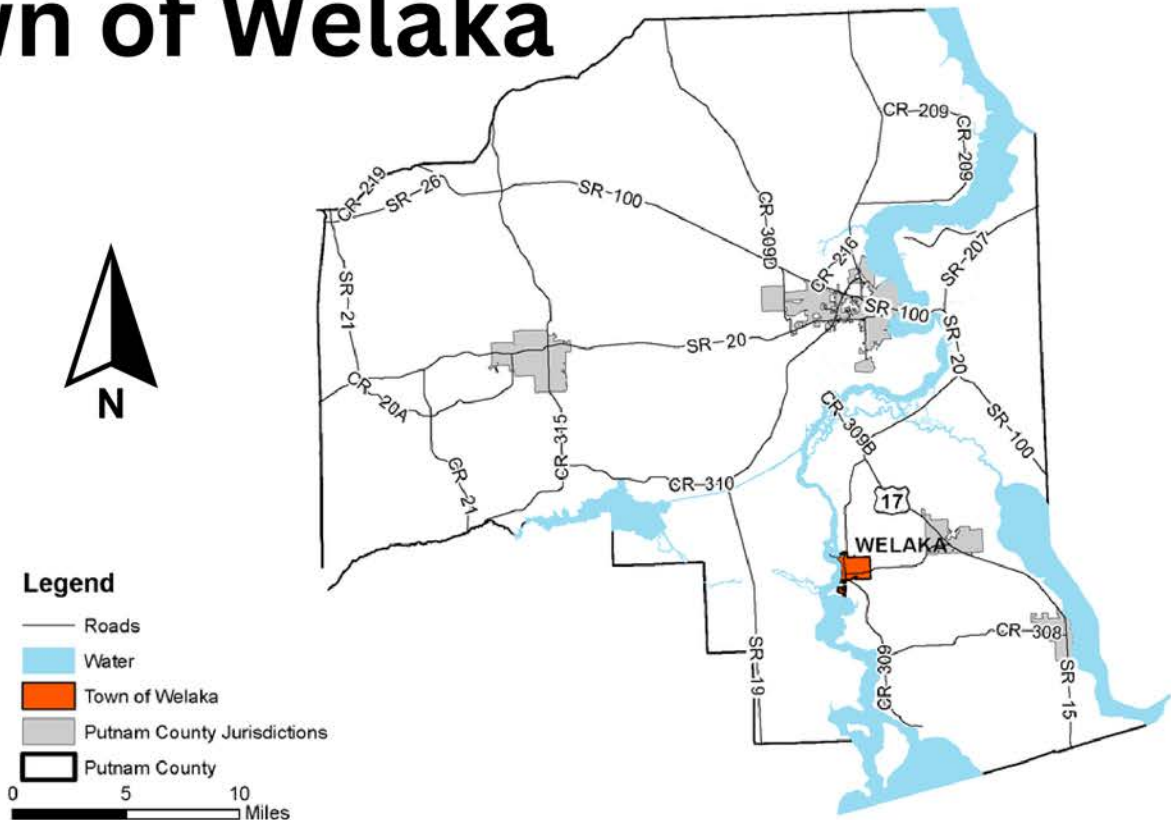 wn of Welaka
CR-209
CR-209
CR-219
SR-26
SR-100
CR-309D
CR-216
SR-207
SR-21
SR-100
SR-20
SR-20
CR-20A
CR-309B
SR-100
CR-315
CR-21
CR-310
17
WELAKA
N
CR-308
SR-19
CR-309
SR-15
Legend
Roads
Water
Town of Welaka
Putnam County Jurisdictions
Putnam County
0 5 10
Miles